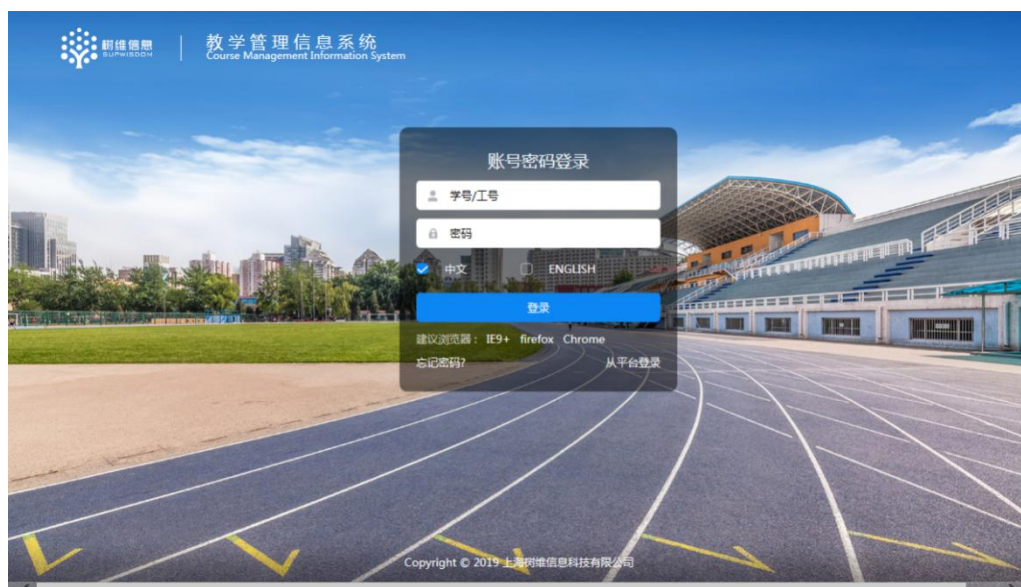 树维信息
SUPWISDOM
教学管理信息系统
Course Management Information System
账号密码登录
学号/工号
密码
中文 ENGLISH
登录
建议浏览器： IE9+ firefox Chrome
忘记密码? 从平台登录
Copyright © 2019 上海树维信息科技有限公司